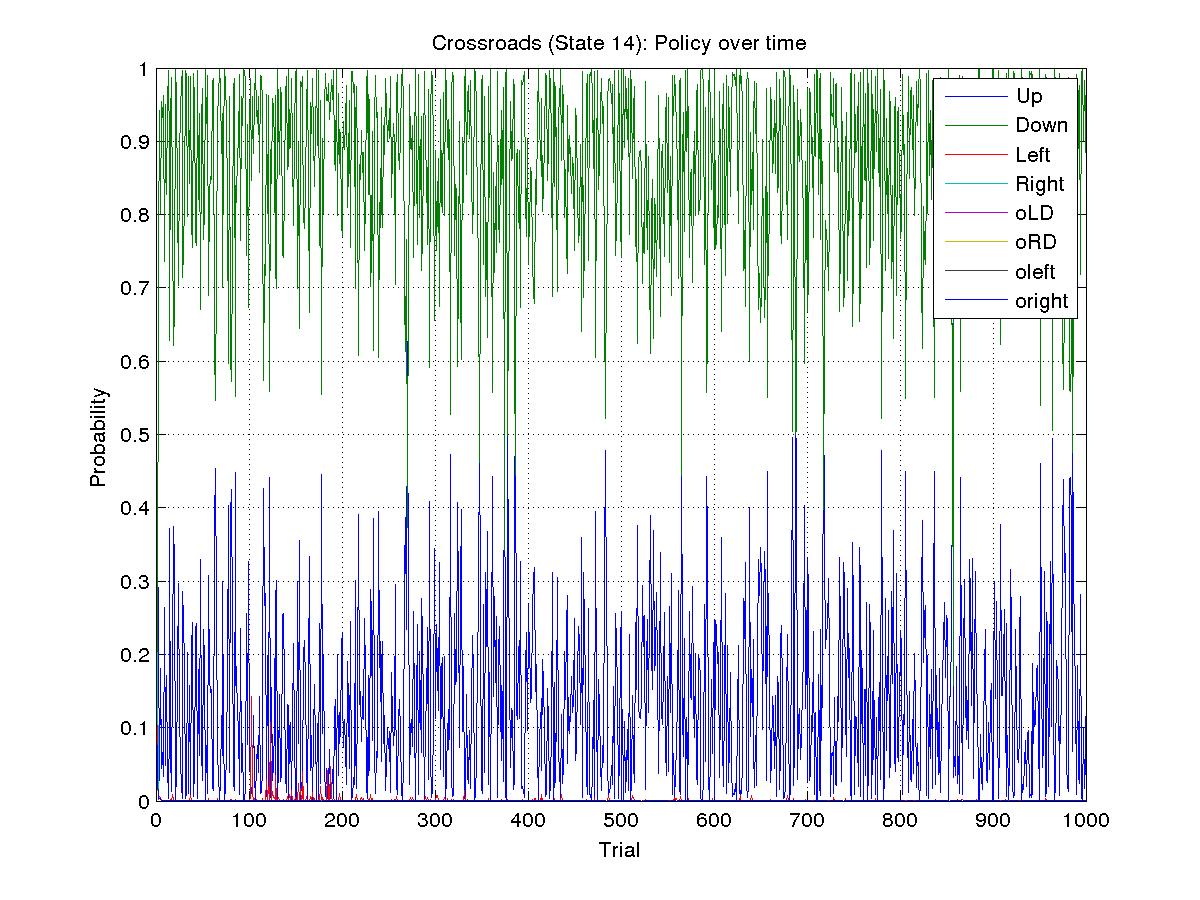 Crossroads (State 14): Policy over time
1
0.9
0.8
0.7
0.6
0.5
0.4
0.3
0.2
0.1
0
Probability
Up
Down
Left
Right
oLD
oRD
oleft
oright
0 100 200 300 400 500 600 700 800 900 1000
Trial